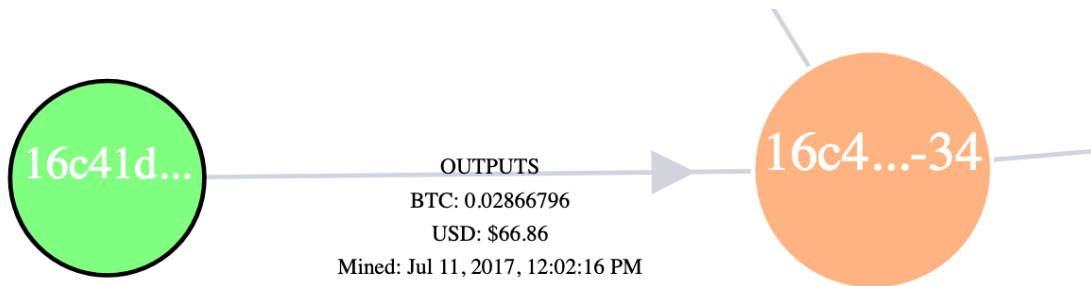 16c41d...
OUTPUTS
BTC: 0.02866796
USD: $66.86
Mined: Jul 11, 2017, 12:02:16 PM
16c4...-34